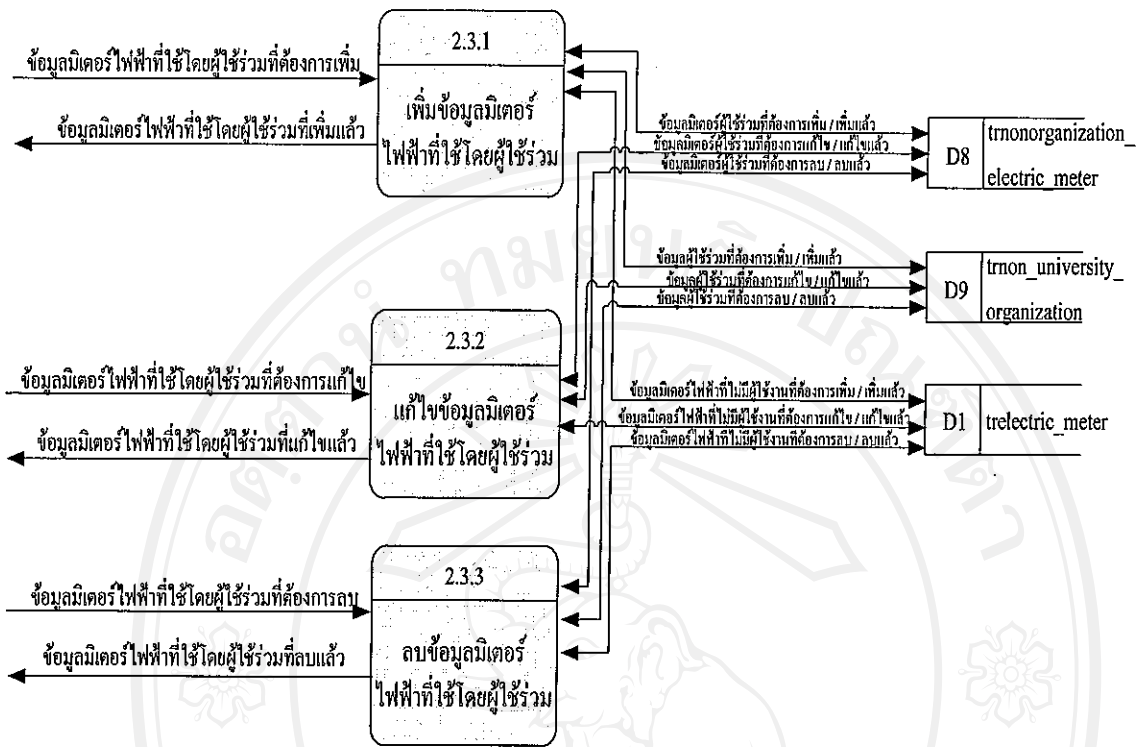 2.3.1
ข้อมูลมิเตอร์ไฟฟ้าที่ใช้โดยผู้ใช้ร่วมที่ต้องการเพิ่ม
ข้อมูลมิเตอร์ไฟฟ้าที่ใช้โดยผู้ใช้ร่วมที่เพิ่มแล้ว
เพิ่มข้อมูลมิเตอร์
ไฟฟ้าที่ใช้โดยผู้ใช้ร่วม
ข้อมูลมิเตอร์ผู้ใช้ร่วมที่ต้องการเพิ่ม / เพิ่มแล้ว
ข้อมูลมิเตอร์ผู้ใช้ร่วมที่ต้องการแก้ไข / แก้ไขแล้ว
ข้อมูลมิเตอร์ผู้ใช้ร่วมที่ต้องการลบ / ลบแล้ว
D8
trnonorganization_
electric_meter
ข้อมูลผู้ใช้ร่วมที่ต้องการเพิ่ม / เพิ่มแล้ว
ข้อมูลผู้ใช้ร่วมที่ต้องการแก้ไข / แก้ไขแล้ว
ข้อมูลผู้ใช้ร่วมที่ต้องการลบ / ลบแล้ว
D9
trnon_university_
organization
2.3.2
ข้อมูลมิเตอร์ไฟฟ้าที่ใช้โดยผู้ใช้ร่วมที่ต้องการแก้ไข
ข้อมูลมิเตอร์ไฟฟ้าที่ใช้โดยผู้ใช้ร่วมที่แก้ไขแล้ว
แก้ไขข้อมูลมิเตอร์
ไฟฟ้าที่ใช้โดยผู้ใช้ร่วม
ข้อมูลมิเตอร์ไฟฟ้าที่ไม่มีผู้ใช้งานที่ต้องการเพิ่ม / เพิ่มแล้ว
ข้อมูลมิเตอร์ไฟฟ้าที่ไม่มีผู้ใช้งานที่ต้องการแก้ไข / แก้ไขแล้ว
ข้อมูลมิเตอร์ไฟฟ้าที่ไม่มีผู้ใช้งานที่ต้องการลบ / ลบแล้ว
D1
trelectric_meter
2.3.3
ข้อมูลมิเตอร์ไฟฟ้าที่ใช้โดยผู้ใช้ร่วมที่ต้องการลบ
ข้อมูลมิเตอร์ไฟฟ้าที่ใช้โดยผู้ใช้ร่วมที่ลบแล้ว
ลบข้อมูลมิเตอร์
ไฟฟ้าที่ใช้โดยผู้ใช้ร่วม